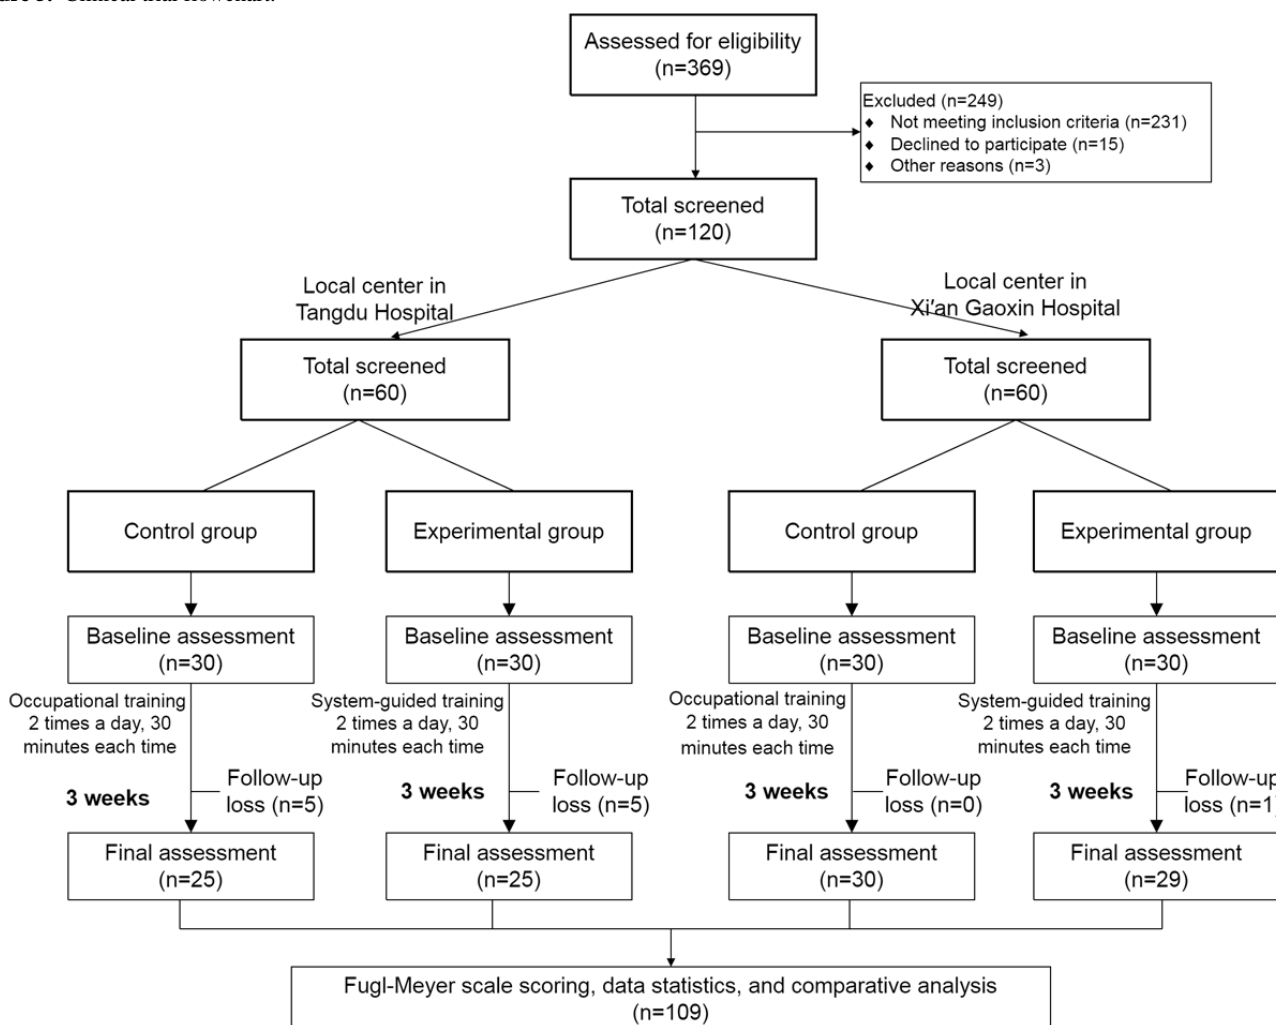 Assessed for eligibility
(n=369)
Excluded (n=249)
♦ Not meeting inclusion criteria (n=231)
♦ Declined to participate (n=15)
♦ Other reasons (n=3)
Total screened
(n=120)
Local center in
Tangdu Hospital
Local center in
Xi'an Gaoxin Hospital
Total screened
(n=60)
Total screened
(n=60)
Control group
Experimental group
Control group
Experimental group
Baseline assessment
(n=30)
Baseline assessment
(n=30)
Baseline assessment
(n=30)
Baseline assessment
(n=30)
Occupational training
2 times a day, 30
minutes each time
System-guided training
2 times a day, 30
minutes each time
Occupational training
2 times a day, 30
minutes each time
System-guided training
2 times a day, 30
minutes each time
3 weeks
Follow-up
loss (n=5)
3 weeks
Follow-up
loss (n=5)
3 weeks
Follow-up
loss (n=0)
3 weeks
Follow-up
loss (n=1)
Final assessment
(n=25)
Final assessment
(n=25)
Final assessment
(n=30)
Final assessment
(n=29)
Fugl-Meyer scale scoring, data statistics, and comparative analysis
(n=109)